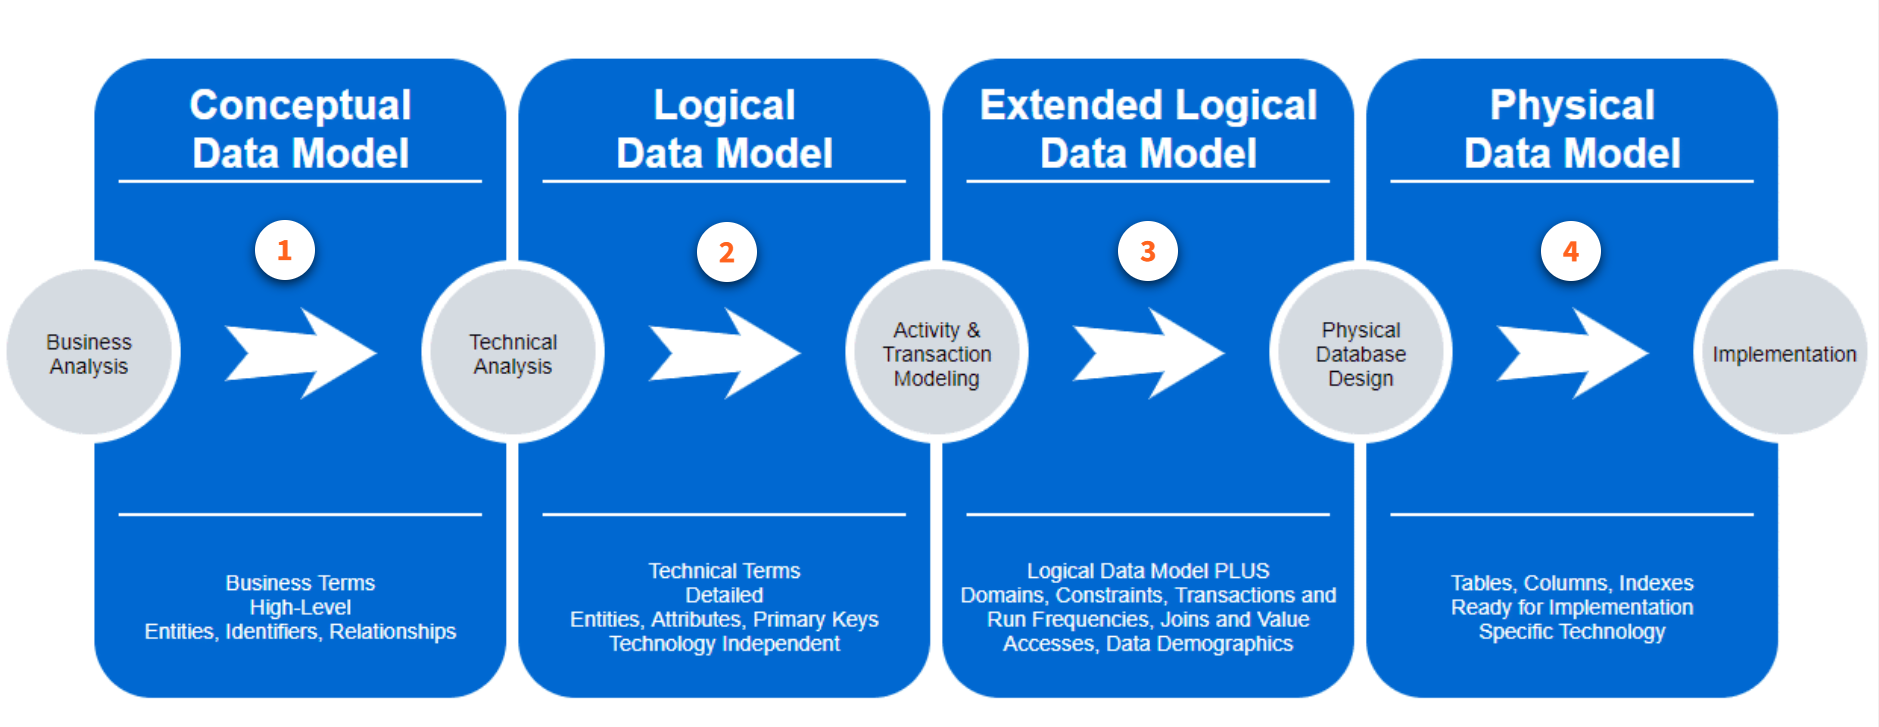 Conceptual
Data Model
Logical
Data Model
Extended Logical
Data Model
Physical
Data Model
1
2
3
4
Business
Analysis
Technical
Analysis
Activity &
Transaction
Modeling
Physical
Database
Design
Implementation
Business Terms
High-Level
Entities, Identifiers, Relationships
Technical Terms
Detailed
Entities, Attributes, Primary Keys
Technology Independent
Logical Data Model PLUS
Domains, Constraints, Transactions and
Run Frequencies, Joins and Value
Accesses, Data Demographics
Tables, Columns, Indexes
Ready for Implementation
Specific Technology